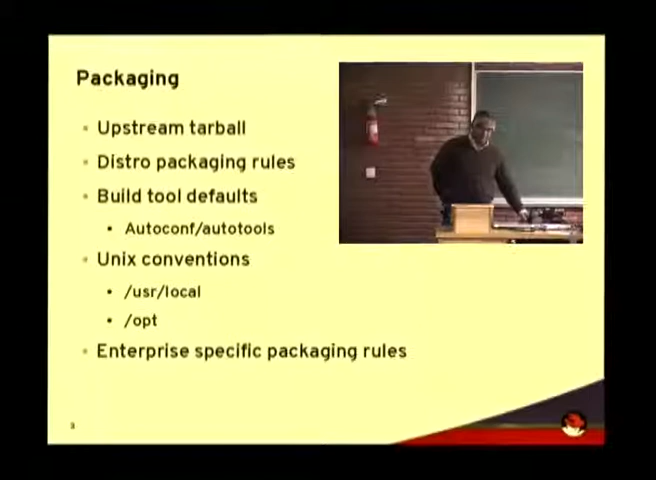 Packaging
Upstream tarball
Distro packaging rules
Build tool defaults
Autoconf/autotools
Unix conventions
/usr/local
/opt
Enterprise specific packaging rules
3